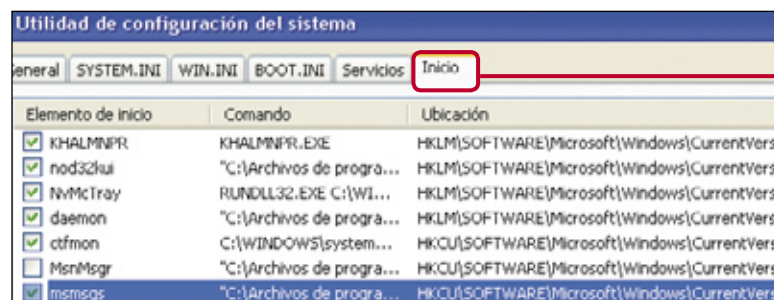 Utilidad de configuración del sistema
General SYSTEM.INI WIN.INI BOOT.INI Servicios Inicio
Elemento de inicio Comando Ubicación
KHALMNPR KHALMNPR.EXE HKLM\SOFTWARE\Microsoft\Windows\CurrentVers
nod32kui "C:\Archivos de progra... HKLM\SOFTWARE\Microsoft\Windows\CurrentVers
NvMcTray RUNDLL32.EXE C:\WI... HKLM\SOFTWARE\Microsoft\Windows\CurrentVers
daemon "C:\Archivos de progra... HKLM\SOFTWARE\Microsoft\Windows\CurrentVers
ctfmon C:\WINDOWS\system... HKCU\SOFTWARE\Microsoft\Windows\CurrentVers
MsnMsgr "C:\Archivos de progra... HKCU\SOFTWARE\Microsoft\Windows\CurrentVers
msmsgs "C:\Archivos de progra... HKCU\SOFTWARE\Microsoft\Windows\CurrentVers